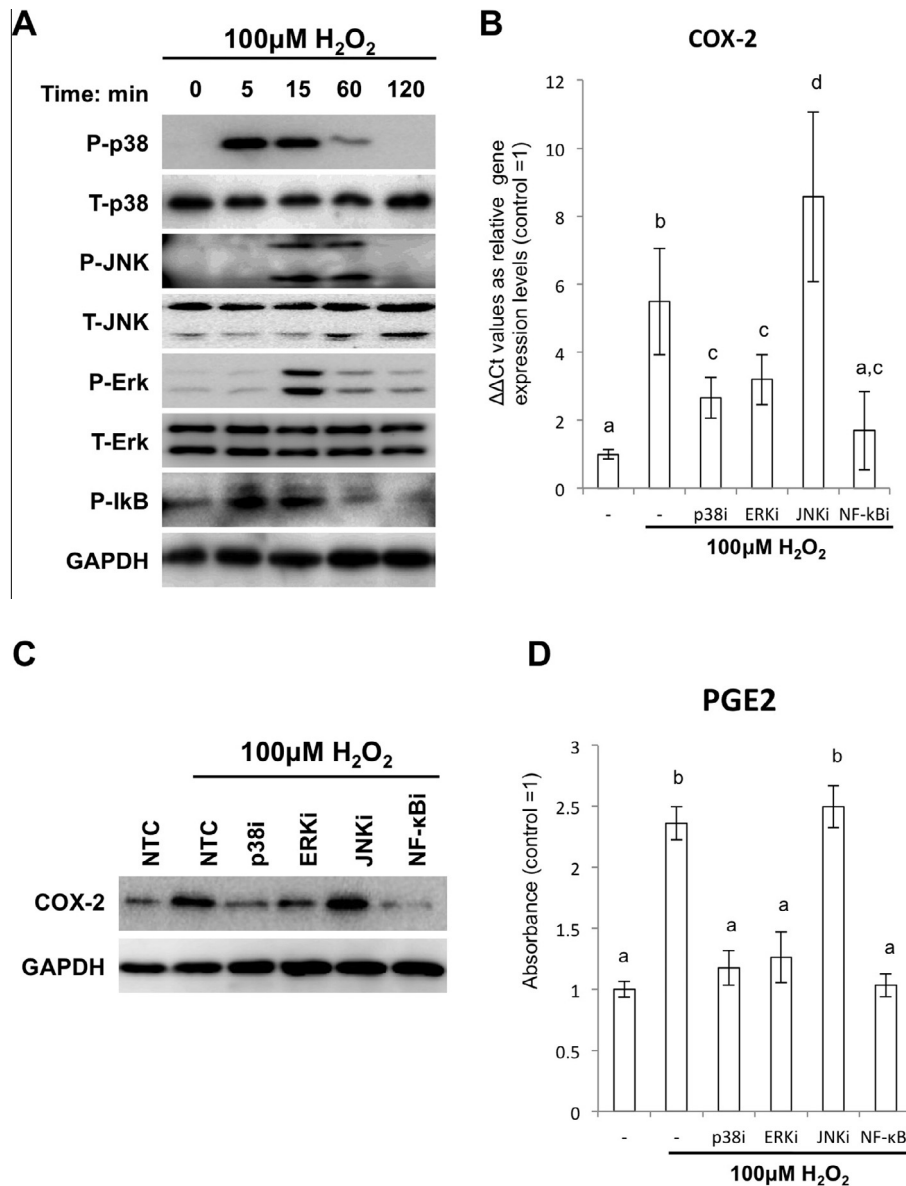 A
100µM H2O2
Time: min 0 5 15 60 120
P-p38
T-p38
P-JNK
T-JNK
P-Erk
T-Erk
P-IkB
GAPDH
B
COX-2
ΔΔCt values as relative gene
expression levels (control =1)
12
10
8
6
4
2
0
a
b
c
c
d
a,c
- - p38i ERKi JNKi NF-kBi
100µM H2O2
C
100µM H2O2
NTC NTC p38i ERKi JNKi NF-κBi
COX-2
GAPDH
D
PGE2
Absorbance (control =1)
3
2.5
2
1.5
1
0.5
0
a
b
a
a
b
a
- - p38i ERKi JNKi NF-κB
100µM H2O2